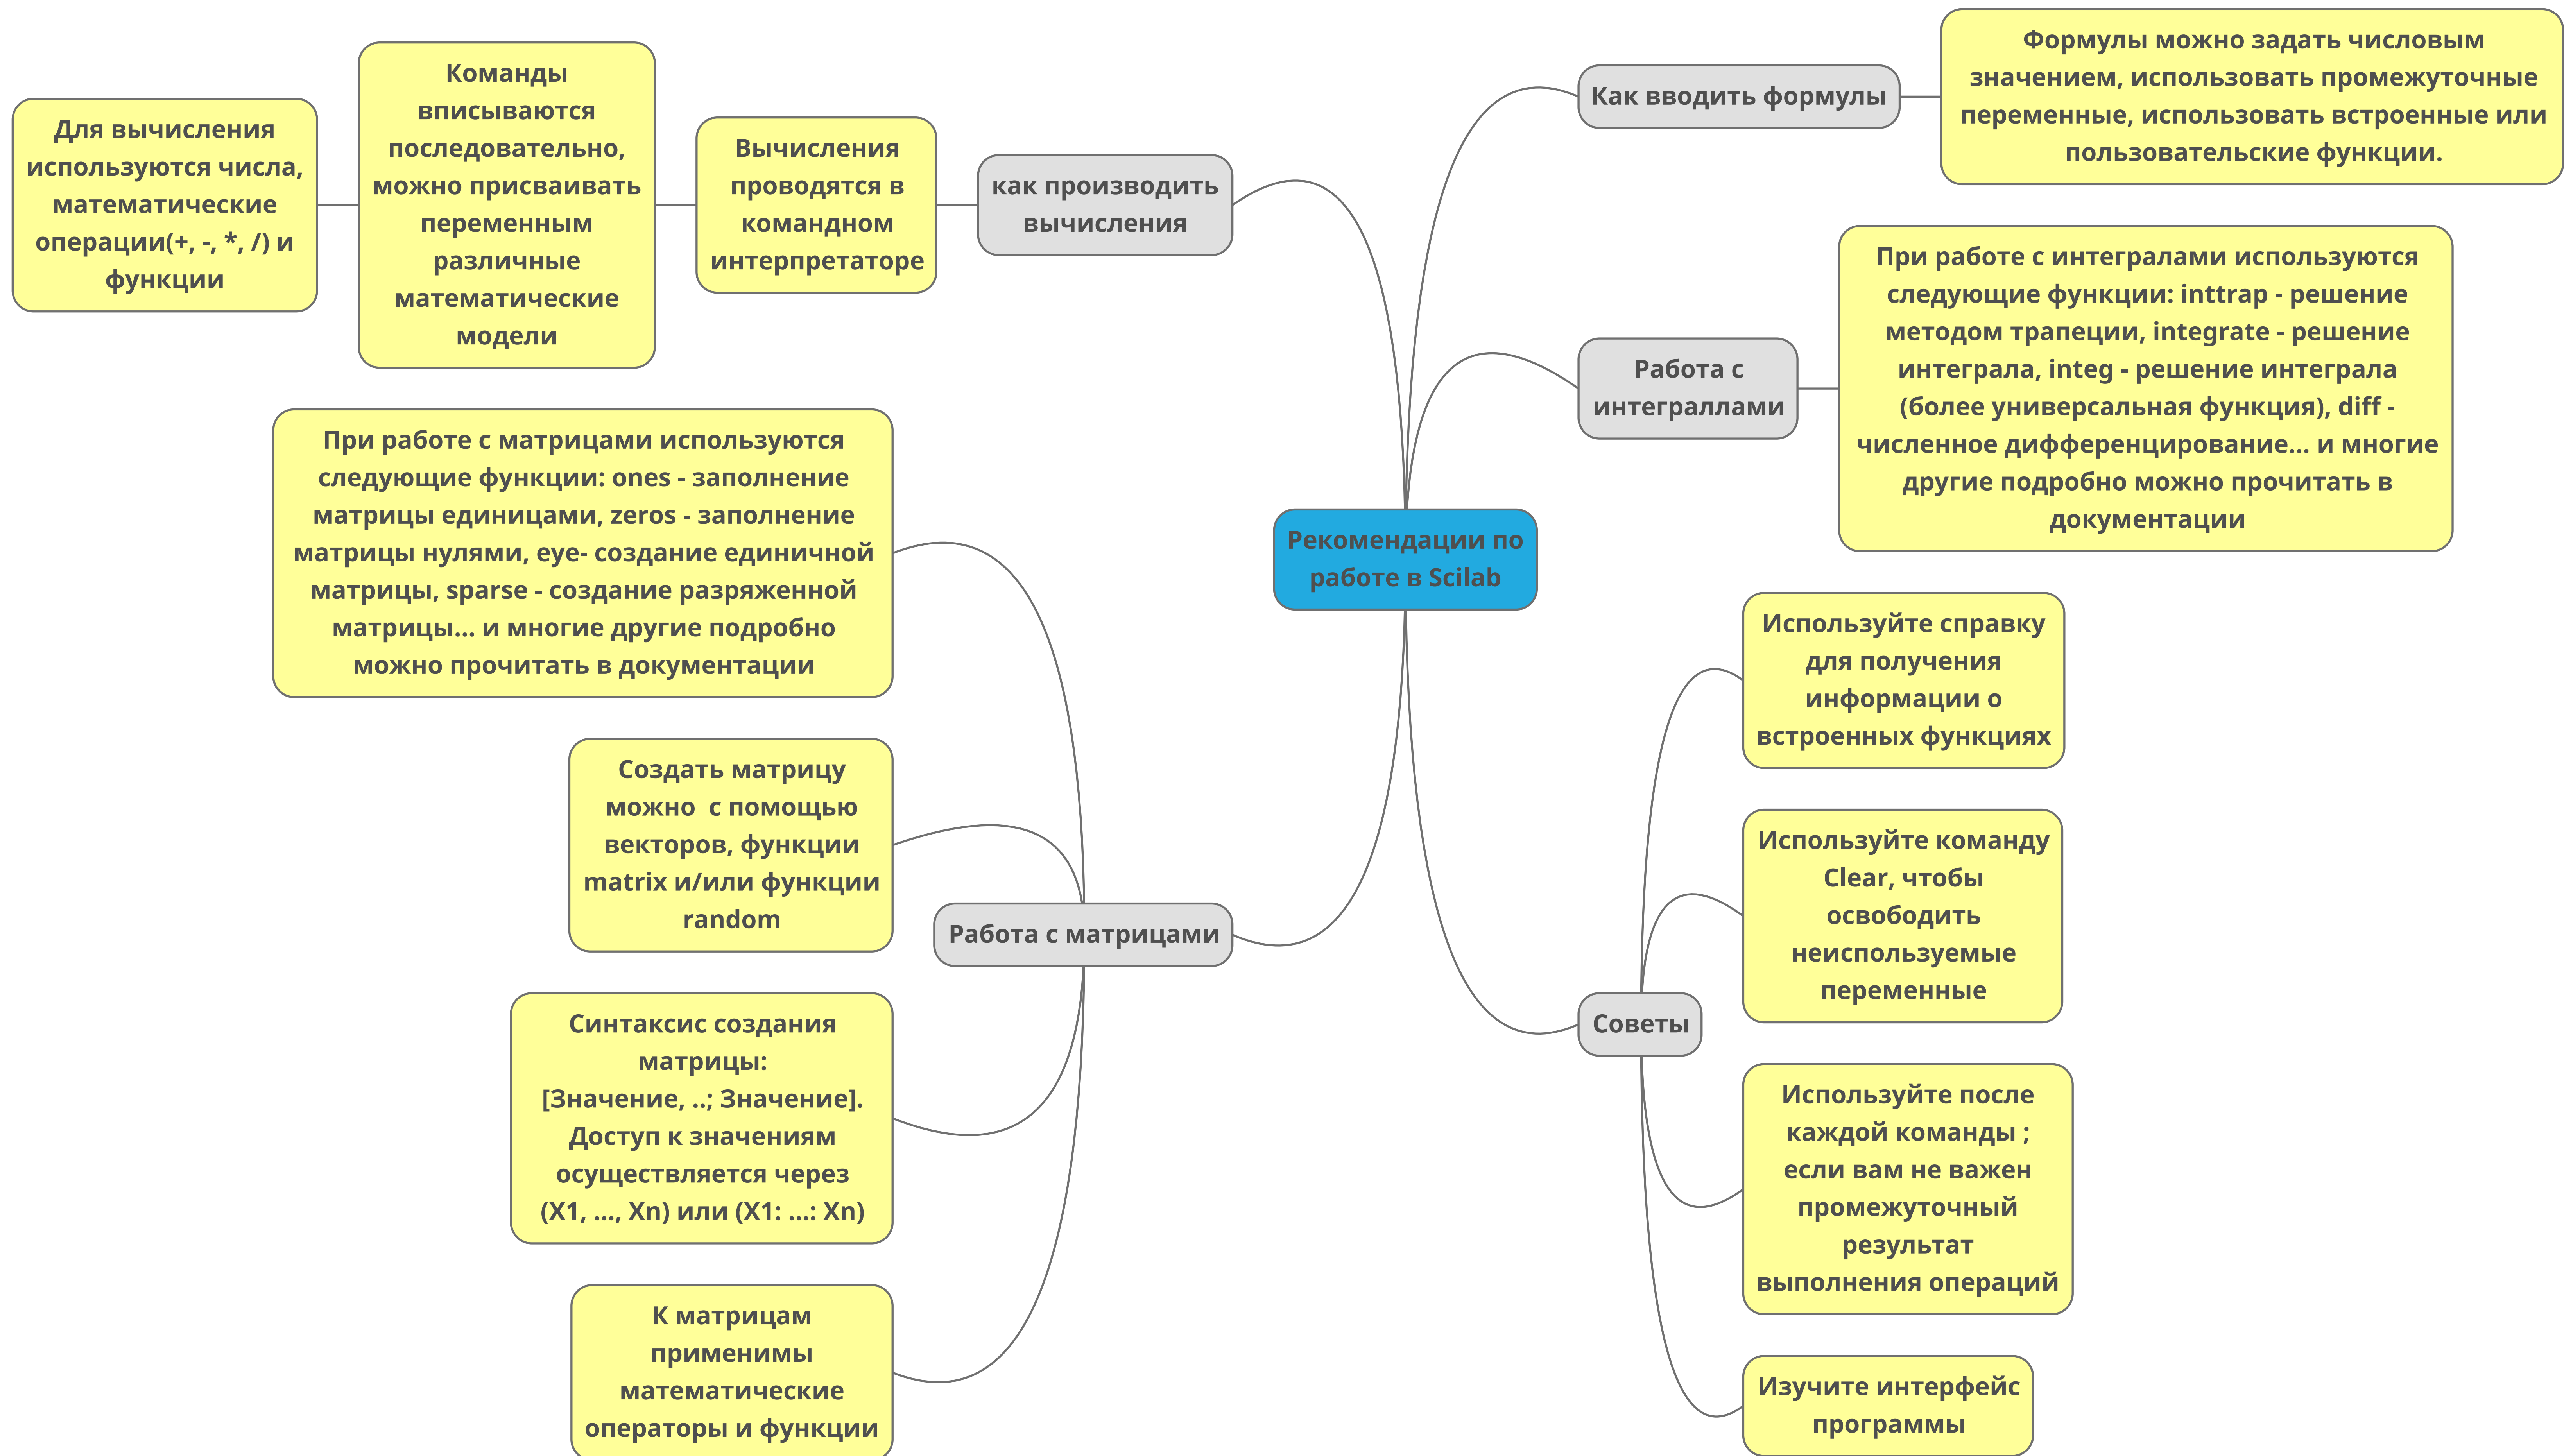 Рекомендации по
работе в Scilab
Как вводить формулы
Формулы можно задать числовым
значением, использовать промежуточные
переменные, использовать встроенные или
пользовательские функции.
Работа с
интеграллами
При работе с интегралами используются
следующие функции: inttrap - решение
методом трапеции, integrate - решение
интеграла, integ - решение интеграла
(более универсальная функция), diff -
численное дифференцирование... и многие
другие подробно можно прочитать в
документации
Советы
Используйте справку
для получения
информации о
встроенных функциях
Используйте команду
Clear, чтобы
освободить
неиспользуемые
переменные
Используйте после
каждой команды ;
если вам не важен
промежуточный
результат
выполнения операций
Изучите интерфейс
программы
как производить
вычисления
Вычисления
проводятся в
командном
интерпретаторе
Команды
вписываются
последовательно,
можно присваивать
переменным
различные
математические
модели
Для вычисления
используются числа,
математические
операции(+, -, *, /) и
функции
Работа с матрицами
При работе с матрицами используются
следующие функции: ones - заполнение
матрицы единицами, zeros - заполнение
матрицы нулями, eye- создание единичной
матрицы, sparse - создание разряженной
матрицы... и многие другие подробно
можно прочитать в документации
Создать матрицу
можно  с помощью
векторов, функции
matrix и/или функции
random
Синтаксис создания
матрицы:
[Значение, ..; Значение].
Доступ к значениям
осуществляется через
(X1, ..., Xn) или (X1: ...: Xn)
К матрицам
применимы
математические
операторы и функции